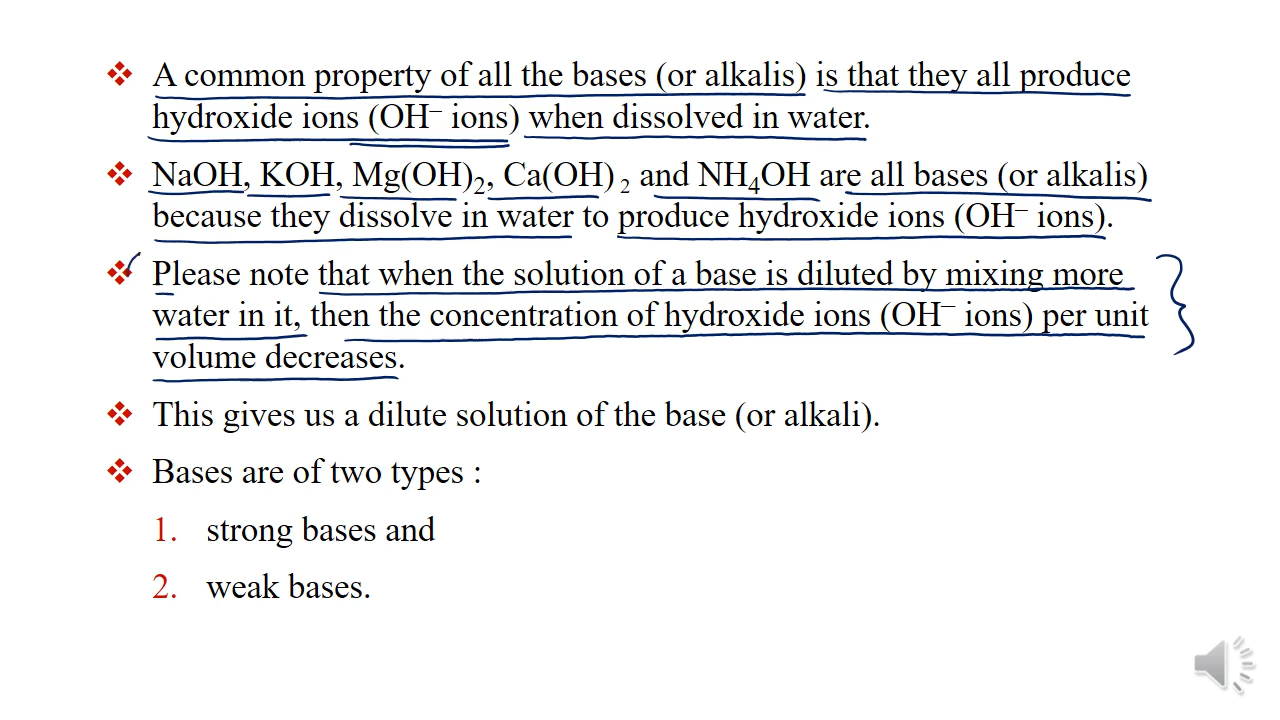 ❖ A common property of all the bases (or alkalis) is that they all produce
hydroxide ions (OH⁻ ions) when dissolved in water.
❖ NaOH, KOH, Mg(OH)₂, Ca(OH) ₂ and NH₄OH are all bases (or alkalis)
because they dissolve in water to produce hydroxide ions (OH⁻ ions).
❖ Please note that when the solution of a base is diluted by mixing more
water in it, then the concentration of hydroxide ions (OH⁻ ions) per unit
volume decreases.
❖ This gives us a dilute solution of the base (or alkali).
❖ Bases are of two types :
1. strong bases and
2. weak bases.